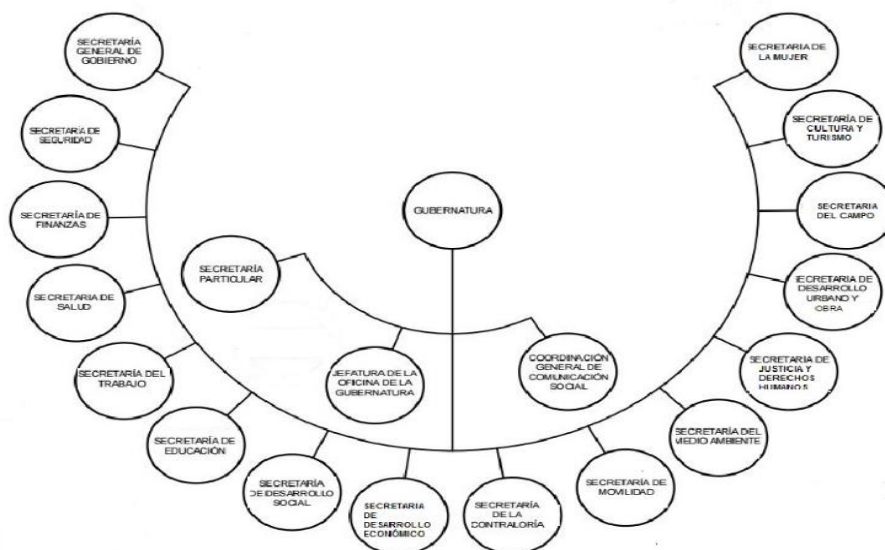 SECRETARÍA
GENERAL DE
GOBIERNO
SECRETARIA DE
SEGURIDAD
SECRETARÍA DE
FINANZAS
SECRETARIA DE
SALUD
SECRETARÍA DEL
TRABAJO
SECRETARÍA DE
EDUCACIÓN
SECRETARÍA
DE DESARROLLO
SOCIAL
SECRETARIA
DE
DESARROLLO
ECONÓMICO
SECRETARÍA
DE LA
CONTRALORÍA
SECRETARÍA DE
MOVILIDAD
SECRETARÍA DEL
MEDIO AMBIENTE
SECRETARIA DE
JUSTICIA Y
DERECHOS
HUMANOS
SECRETARIA DE
DESARROLLO
URBANO Y
OBRA
SECRETARIA
DEL CAMPO
SECRETARÍA DE
CULTURA Y
TURISMO
SECRETARIA DE
LA MUJER
GUBERNATURA
SECRETARÍA
PARTICULAR
JEFATURA DE LA
OFICINA DE LA
GUBERNATURA
COORDINACIÓN
GENERAL DE
COMUNICACIÓN
SOCIAL